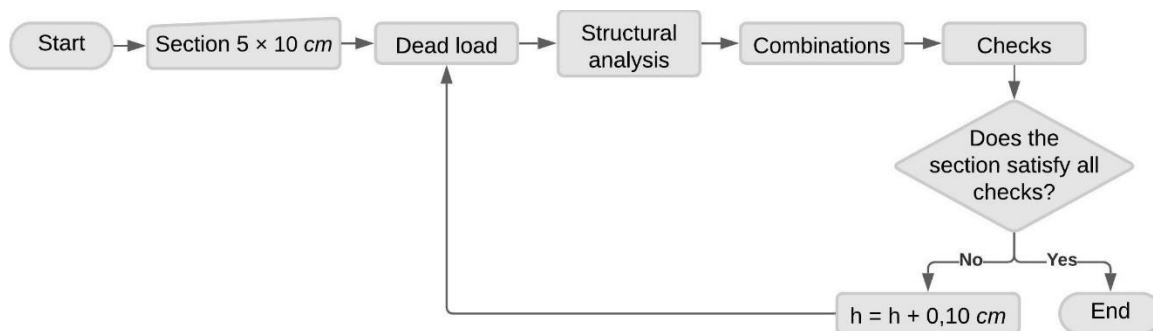 Start
Section 5 × 10 cm
Dead load
Structural
analysis
Combinations
Checks
Does the
section satisfy all
checks?
No
Yes
h = h + 0,10 cm
End